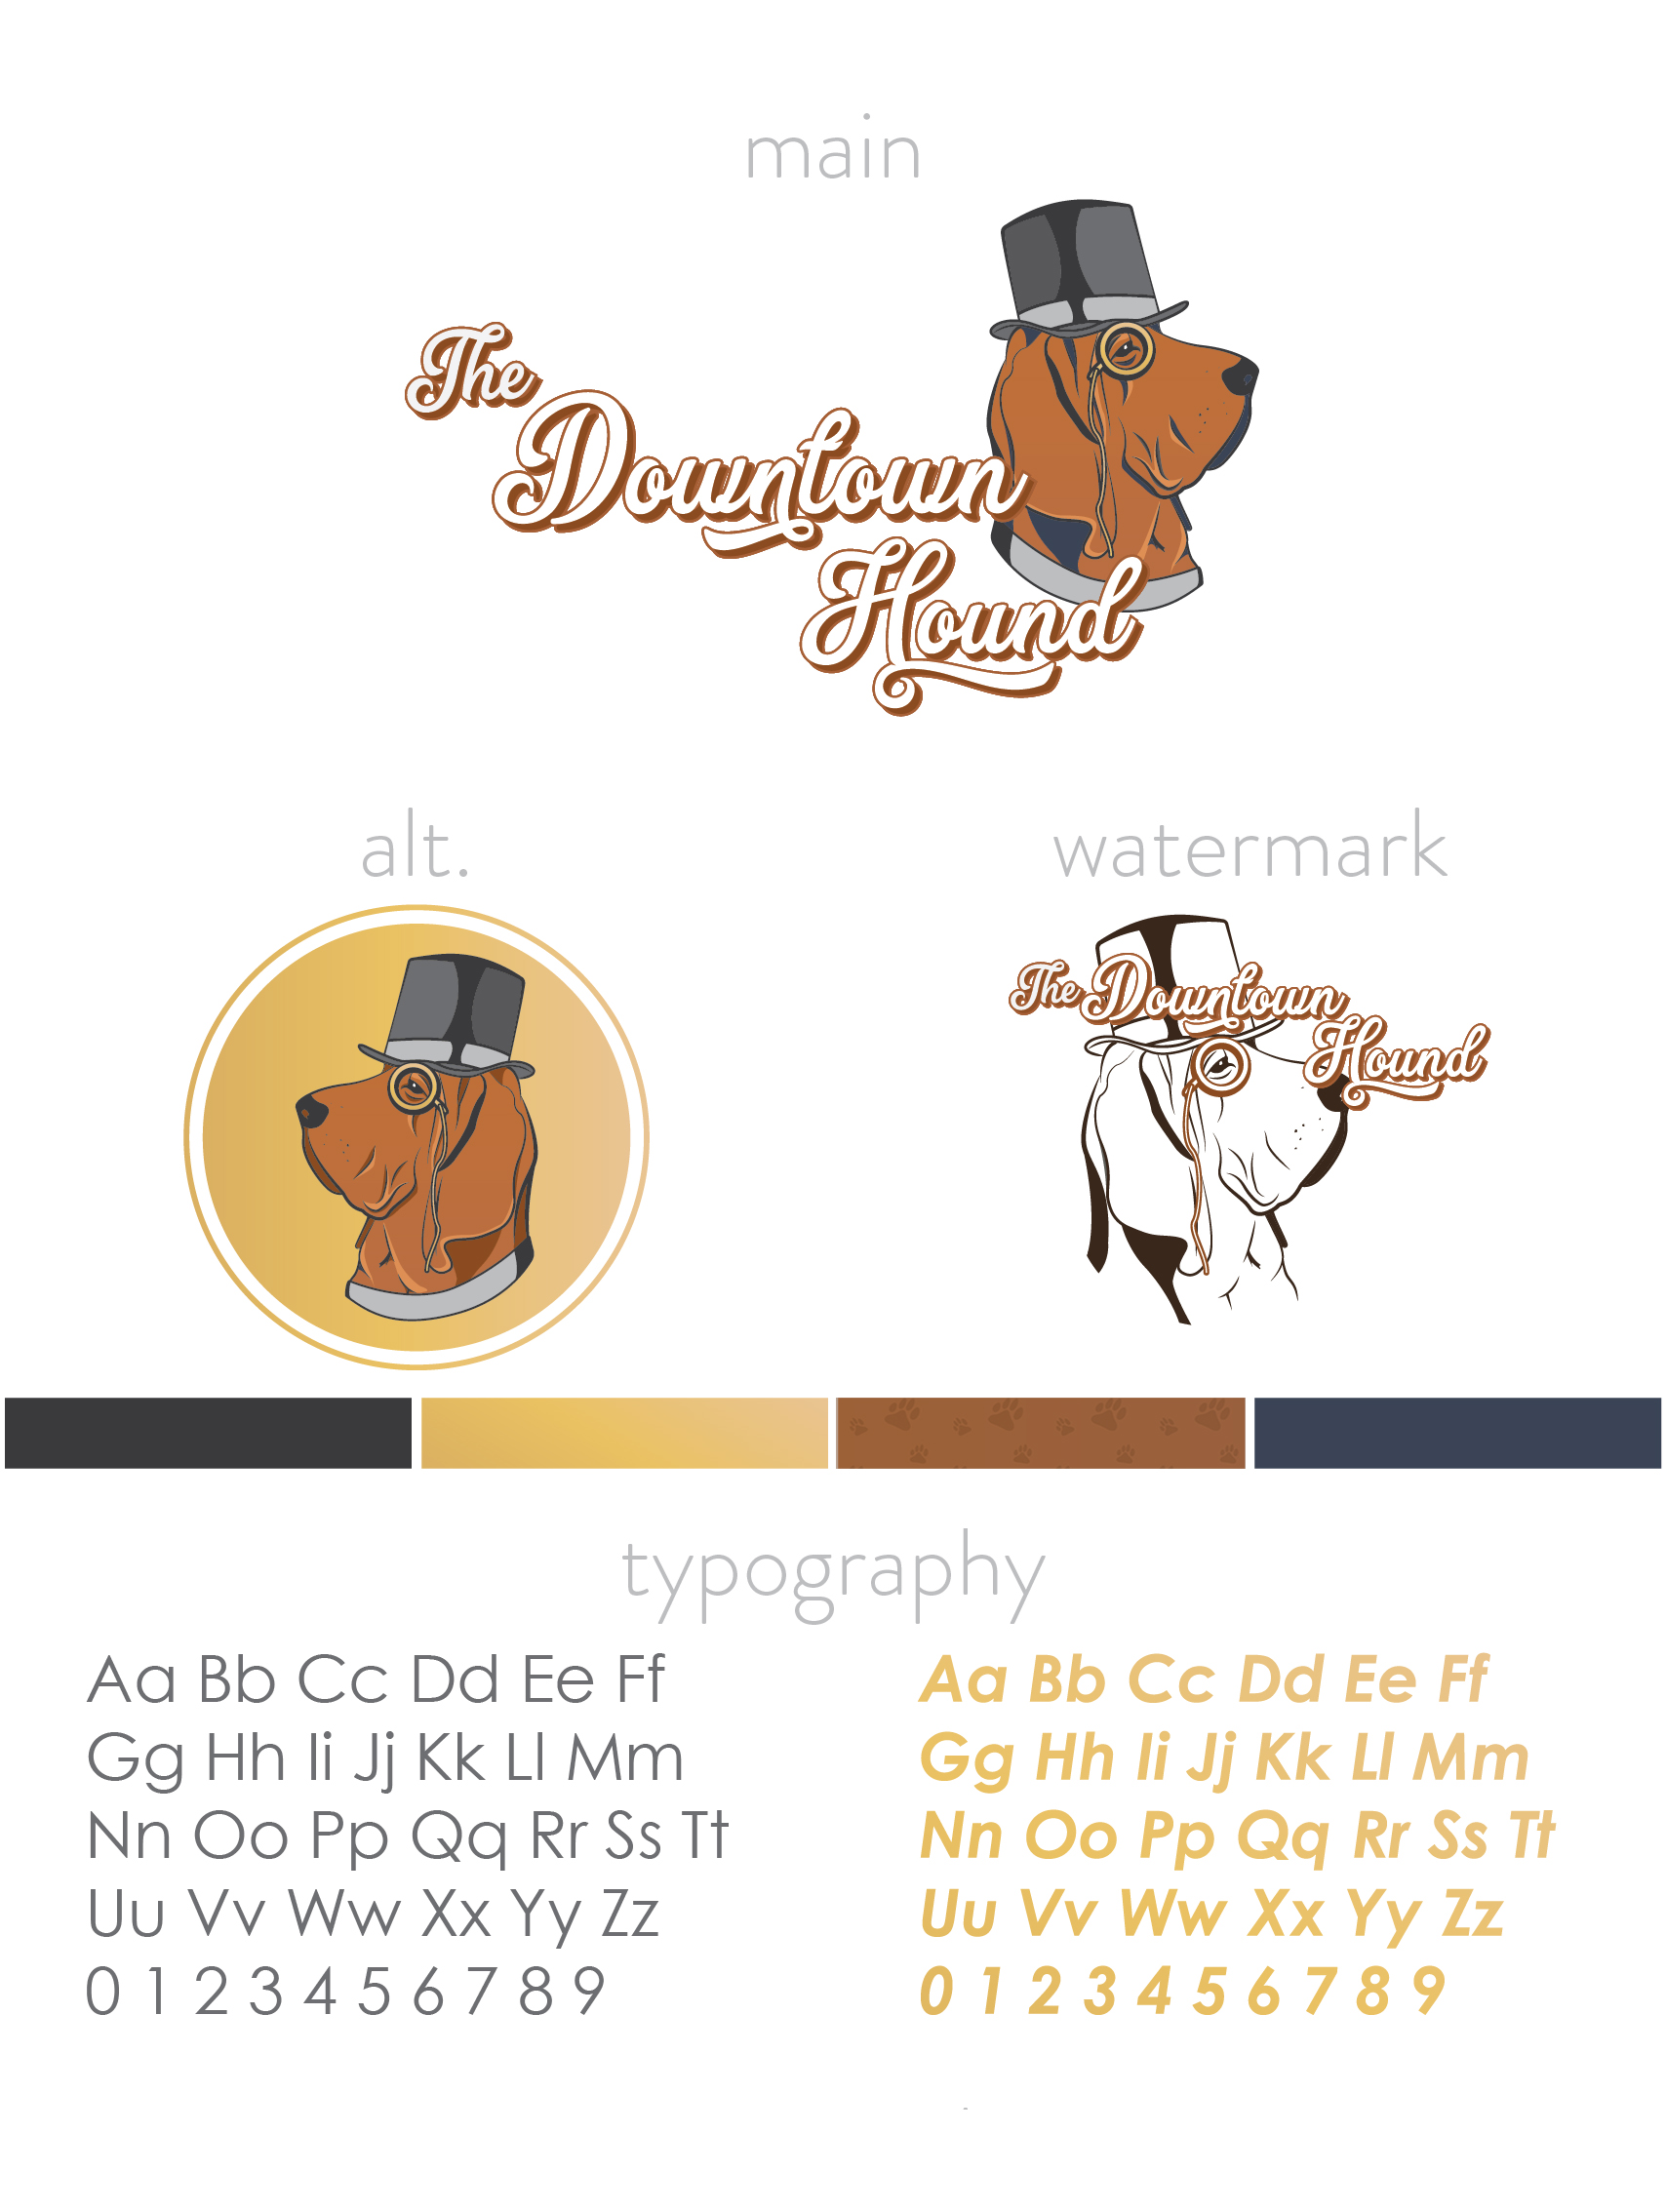 main
The
Downtown
Hound
alt.
watermark
The Downtown
Hound
typography
Aa Bb Cc Dd Ee Ff
Gg Hh Ii Jj Kk Ll Mm
Nn Oo Pp Qq Rr Ss Tt
Uu Vv Ww Xx Yy Zz
0 1 2 3 4 5 6 7 8 9
Aa Bb Cc Dd Ee Ff
Gg Hh Ii Jj Kk Ll Mm
Nn Oo Pp Qq Rr Ss Tt
Uu Vv Ww Xx Yy Zz
0 1 2 3 4 5 6 7 8 9
-